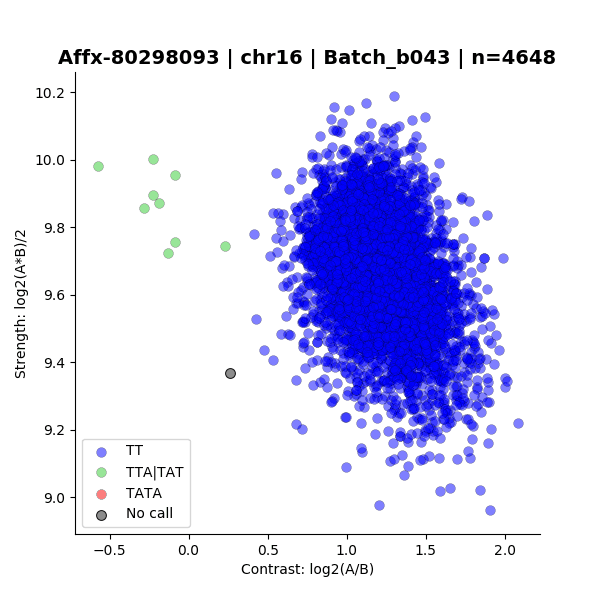 Affx-80298093 | chr16 | Batch_b043 | n=4648
Strength: log2(A*B)/2
10.2
10.0
9.8
9.6
9.4
9.2
9.0
TT
TTA|TAT
TATA
No call
−0.5 0.0 0.5 1.0 1.5 2.0
Contrast: log2(A/B)